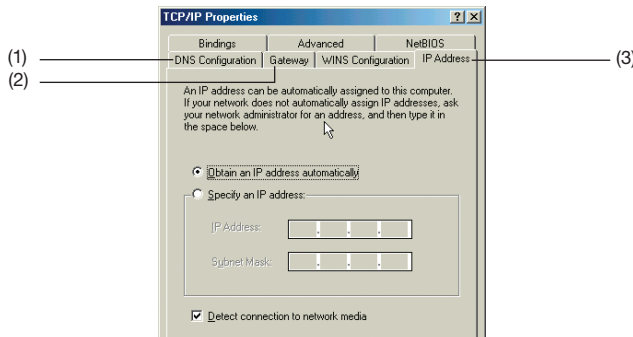 TCP/IP Properties
? ×
Bindings Advanced NetBIOS
(1) DNS Configuration Gateway WINS Configuration IP Address (3)
(2)
An IP address can be automatically assigned to this computer.
If your network does not automatically assign IP addresses, ask
your network administrator for an address, and then type it in
the space below.
Obtain an IP address automatically
Specify an IP address:
IP Address:
. . .
Subnet Mask:
. . .
Detect connection to network media